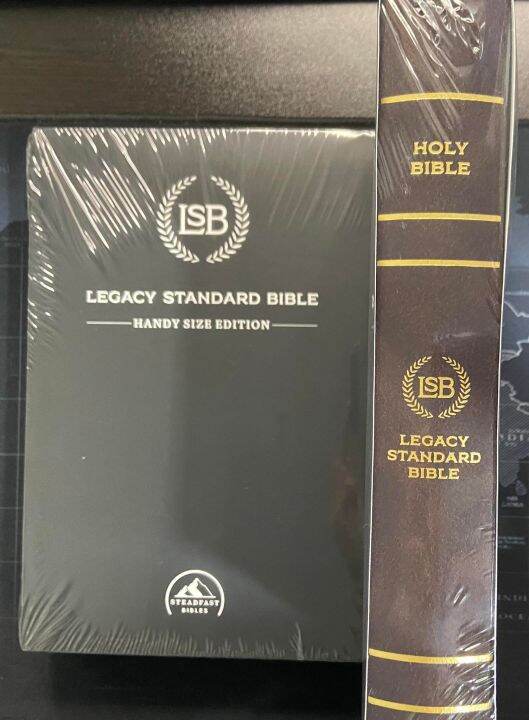 LSB
LEGACY STANDARD BIBLE
HANDY SIZE EDITION
STEADFAST
BIBLES
HOLY
BIBLE
LSB
LEGACY
STANDARD
BIBLE